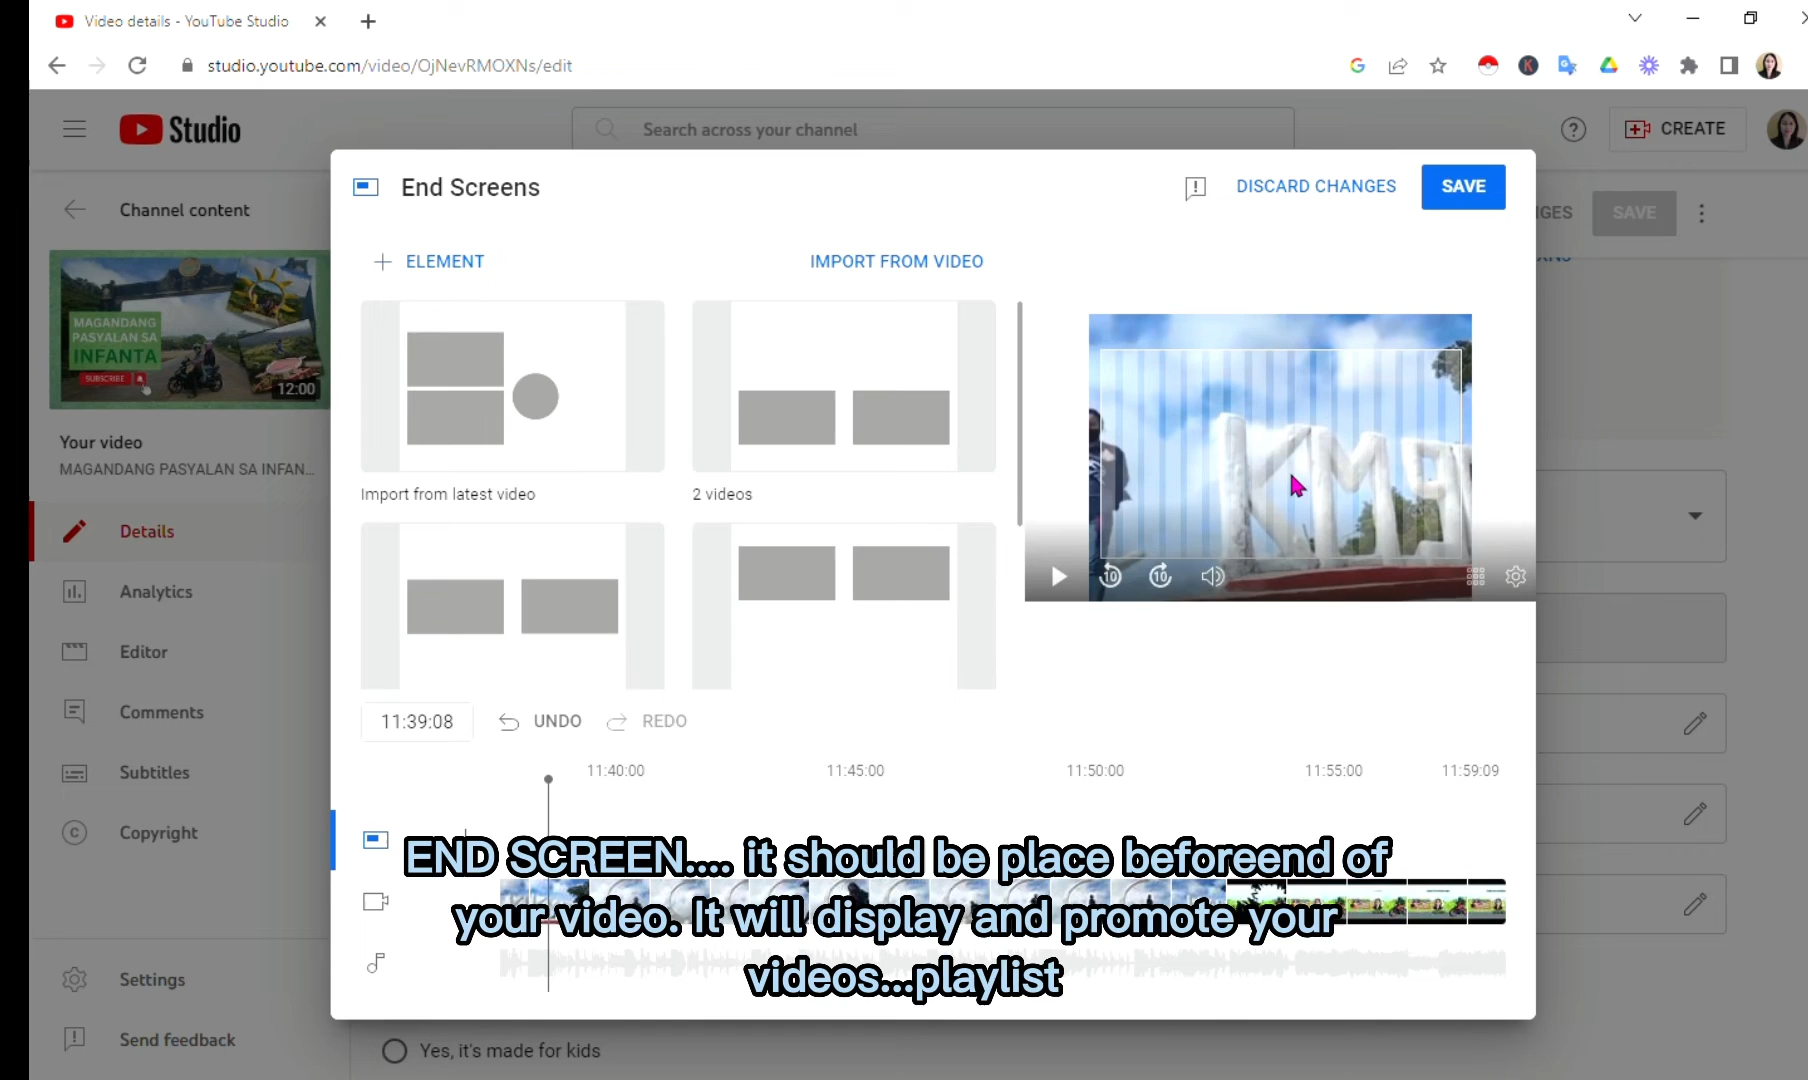 Video details - YouTube Studio
studio.youtube.com/video/OjNevRMOXNs/edit
Studio
Search across your channel
CREATE
Channel content
End Screens
DISCARD CHANGES
SAVE
GES
SAVE
ELEMENT
IMPORT FROM VIDEO
MAGANDANG
PASYALAN SA
INFANTA
SUBSCRIBE
12:00
Your video
MAGANDANG PASYALAN SA INFAN...
Import from latest video
2 videos
KM
10
10
Details
Analytics
Editor
Comments
Subtitles
Copyright
Settings
Send feedback
11:39:08
UNDO
REDO
11:40:00
11:45:00
11:50:00
11:55:00
11:59:09
END SCREEN.... it should be place beforeend of
your video. It will display and promote your
videos...playlist
Yes, it's made for kids